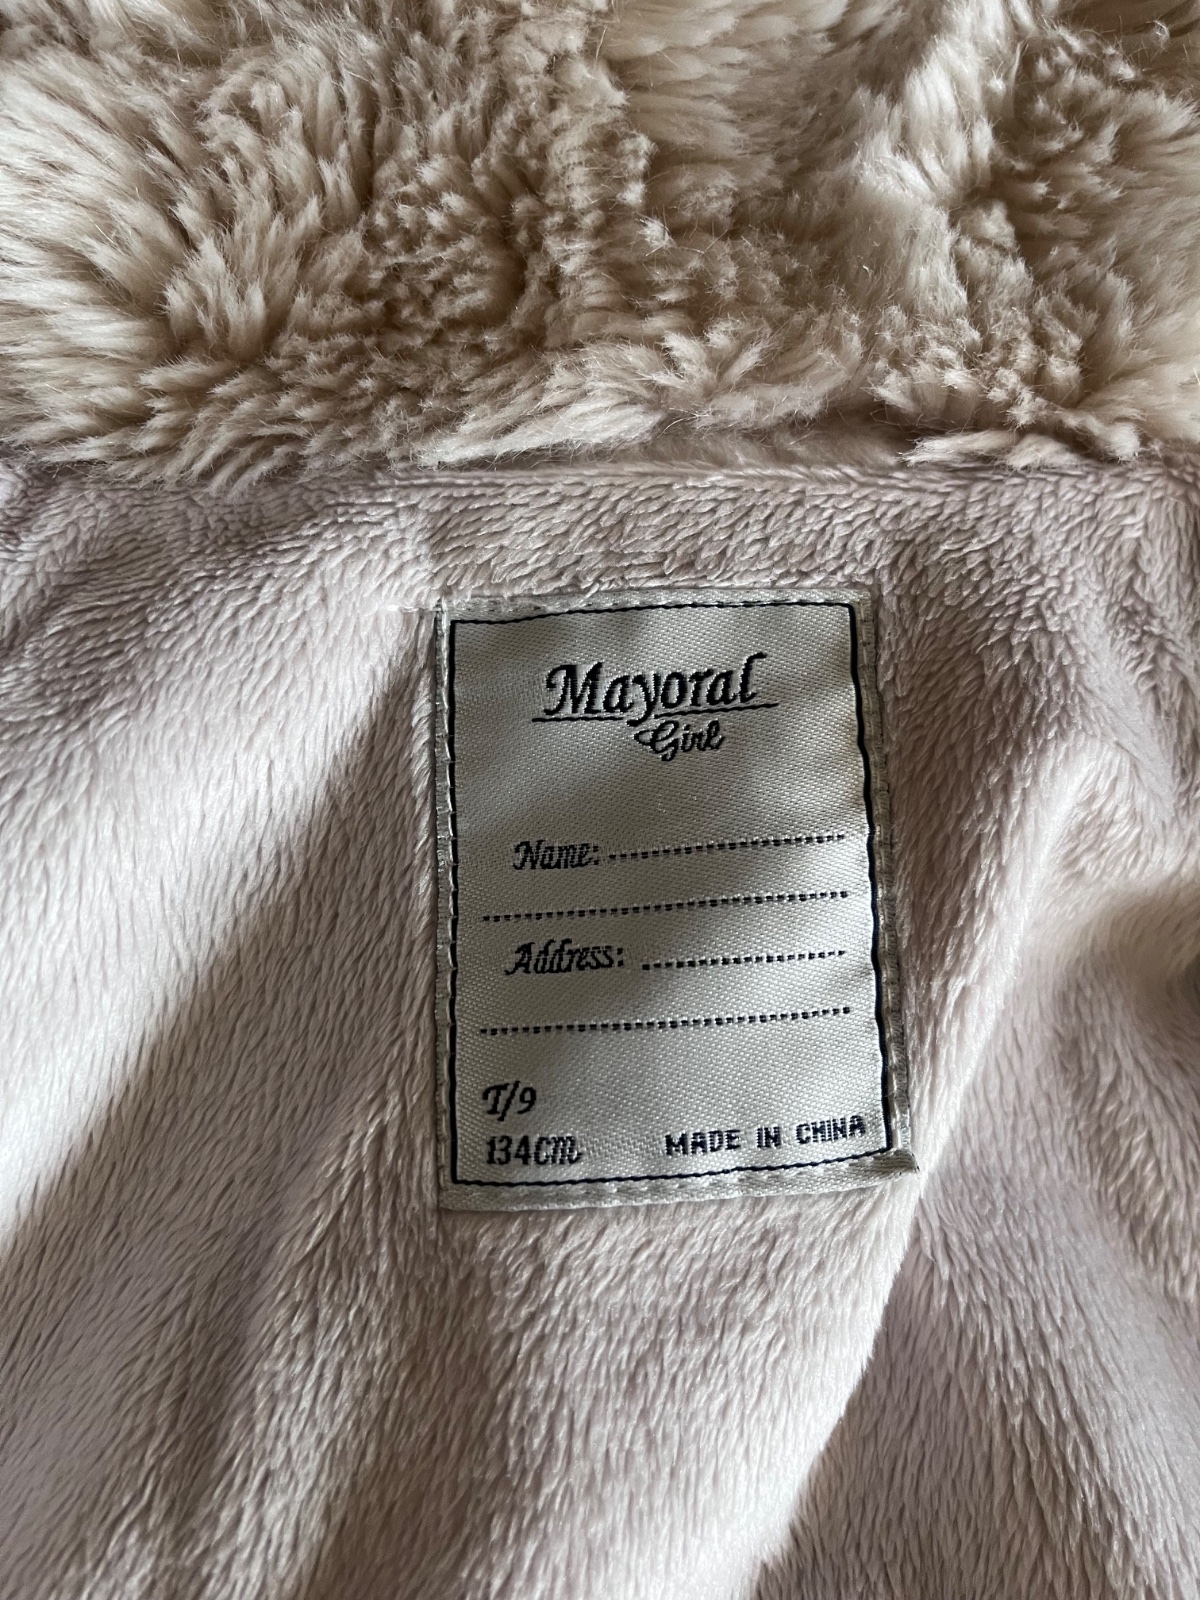 Mayoral
Girl
Name:
Address:
T/9
134cm MADE IN CHINA